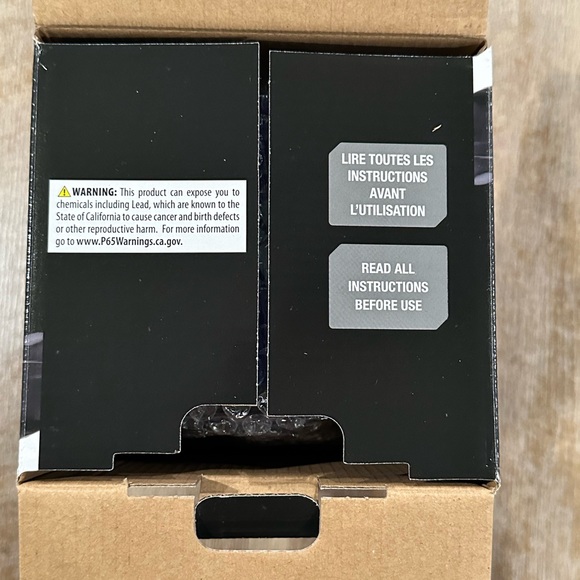 ⚠WARNING: This product can expose you to
chemicals including Lead, which are known to the
State of California to cause cancer and birth defects
or other reproductive harm. For more information
go to www.P65Warnings.ca.gov.
LIRE TOUTES LES
INSTRUCTIONS
AVANT
L'UTILISATION
READ ALL
INSTRUCTIONS
BEFORE USE